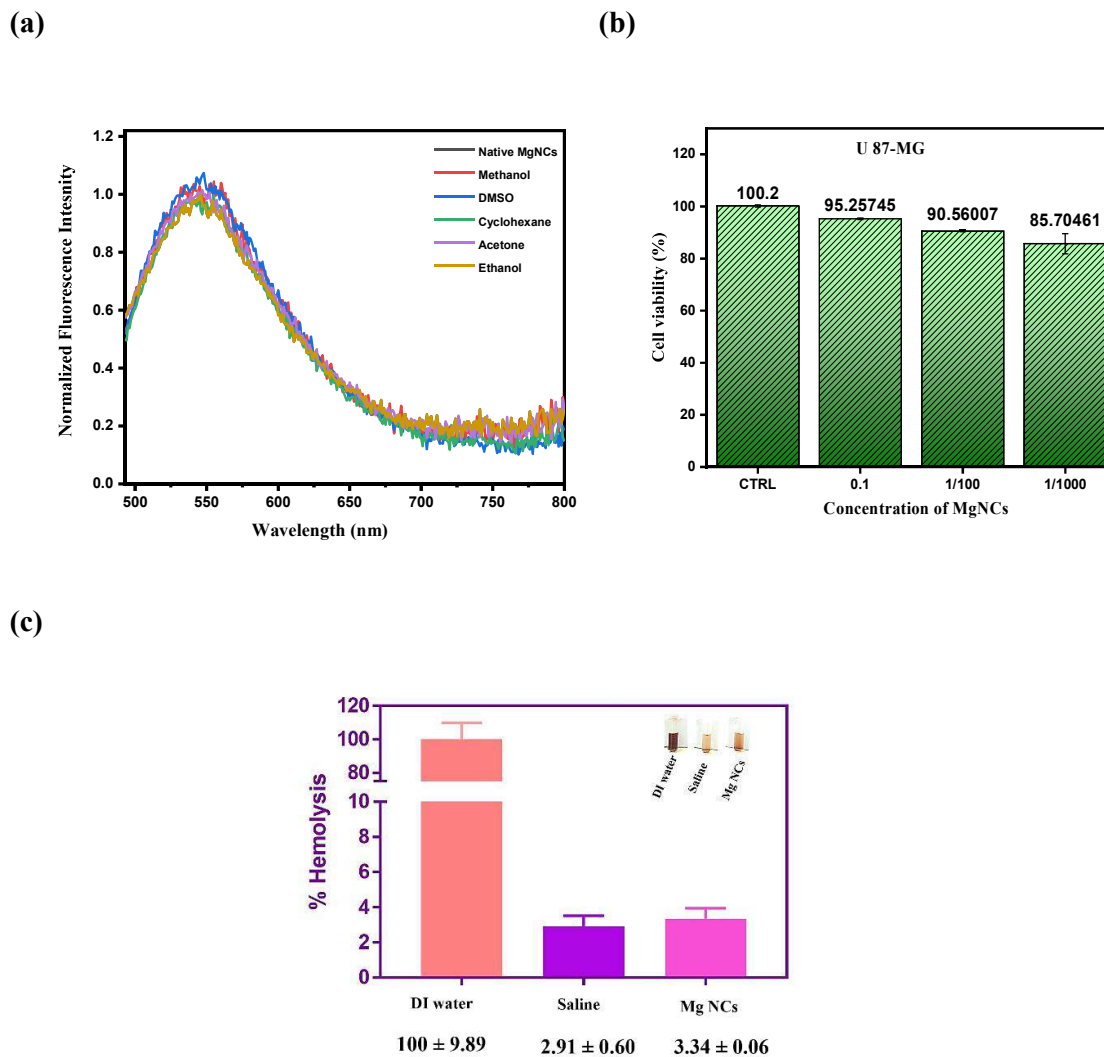 (a)
Normalized Fluorescence Intesnity
1.2
1.0
0.8
0.6
0.4
0.2
0.0
Native MgNCs
Methanol
DMSO
Cyclohexane
Acetone
Ethanol
500 550 600 650 700 750 800
Wavelength (nm)
(b)
Cell viability (%)
120
100
80
60
40
20
0
U 87-MG
100.2 95.25745 90.56007 85.70461
CTRL 0.1 1/100 1/1000
Concentration of MgNCs
(c)
% Hemolysis
120
100
80
10
8
6
4
2
0
DI water Saline Mg NCs
DI water Saline Mg NCs
100 ± 9.89 2.91 ± 0.60 3.34 ± 0.06